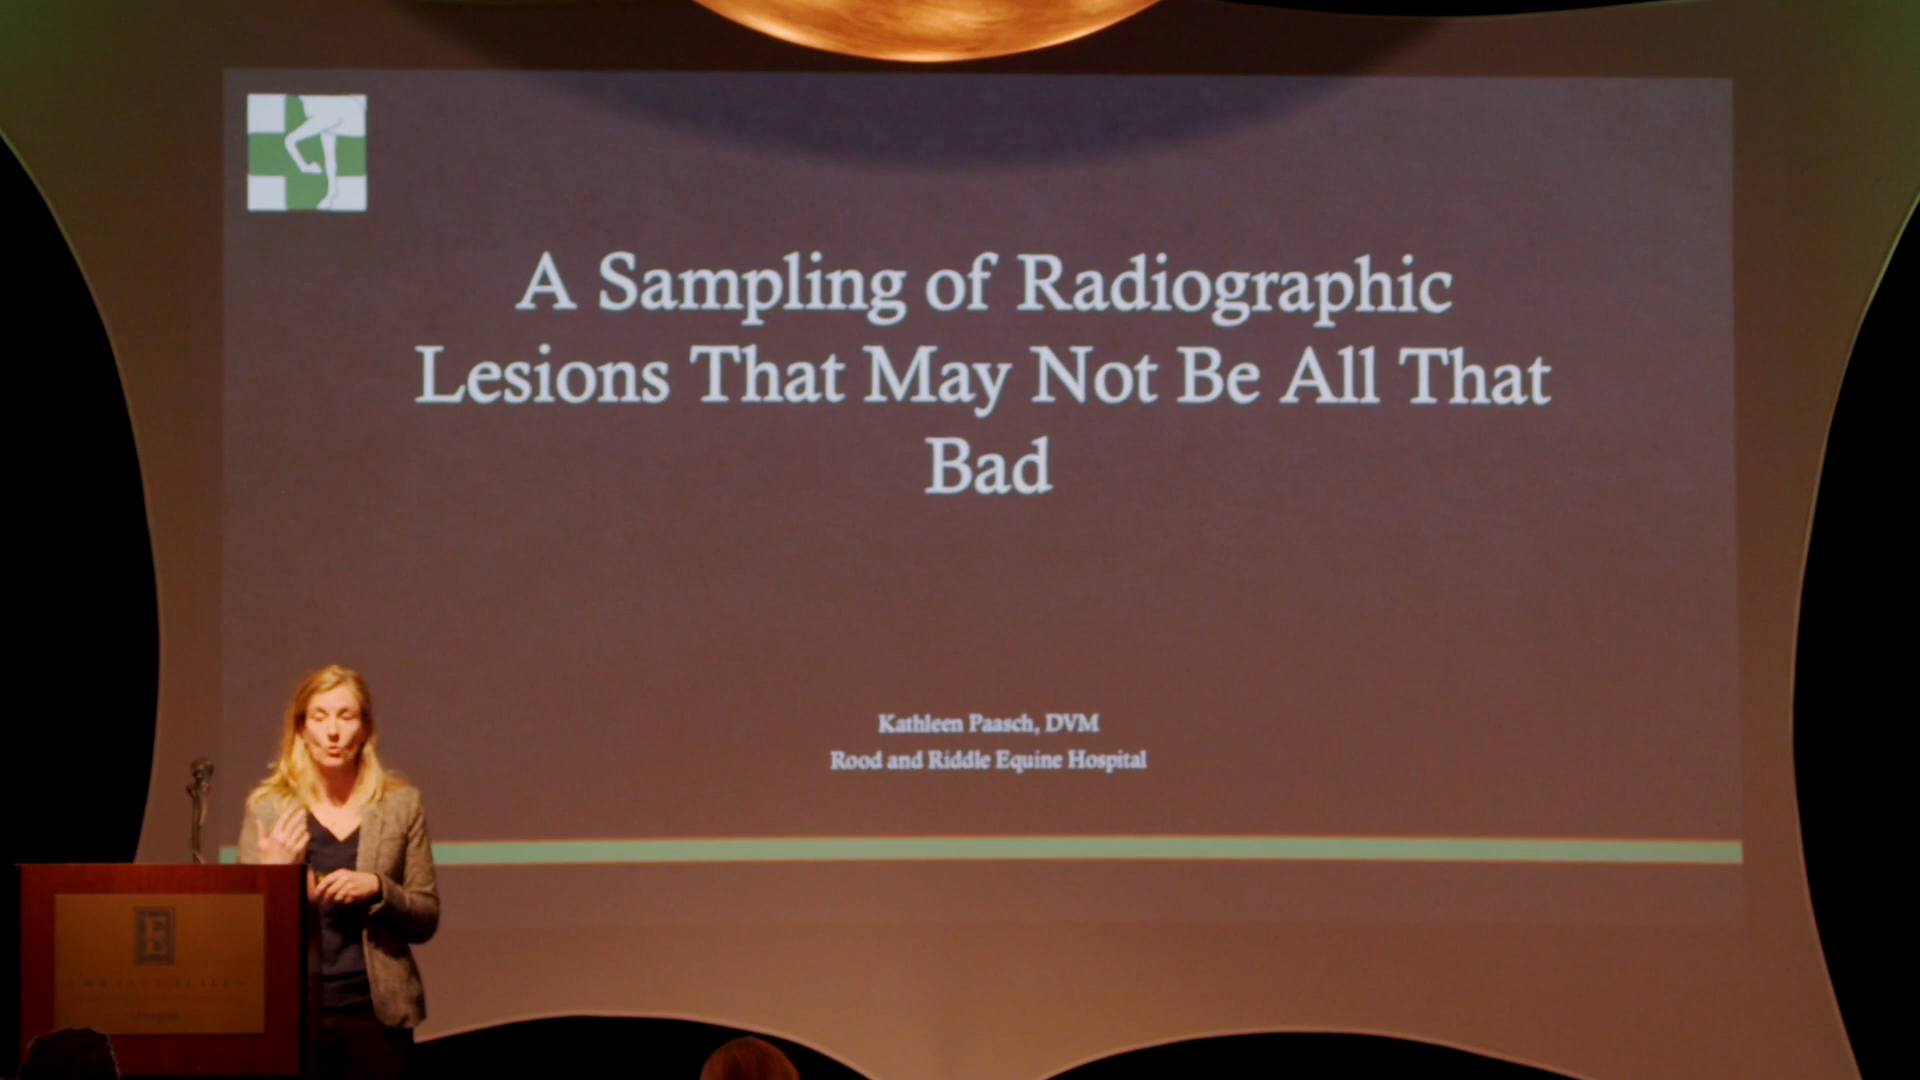 A Sampling of Radiographic
Lesions That May Not Be All That
Bad
Kathleen Paasch, DVM
Rood and Riddle Equine Hospital
E